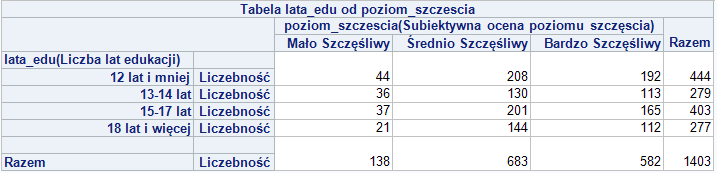 Tabela lata_edu od poziom_szczescia
poziom_szczescia(Subiektywna ocena poziomu szczęścia)
Mało Szczęśliwy Średnio Szczęśliwy Bardzo Szczęśliwy Razem
lata_edu(Liczba lat edukacji)
12 lat i mniej Liczebność 44 208 192 444
13-14 lat Liczebność 36 130 113 279
15-17 lat Liczebność 37 201 165 403
18 lat i więcej Liczebność 21 144 112 277
Razem Liczebność 138 683 582 1403